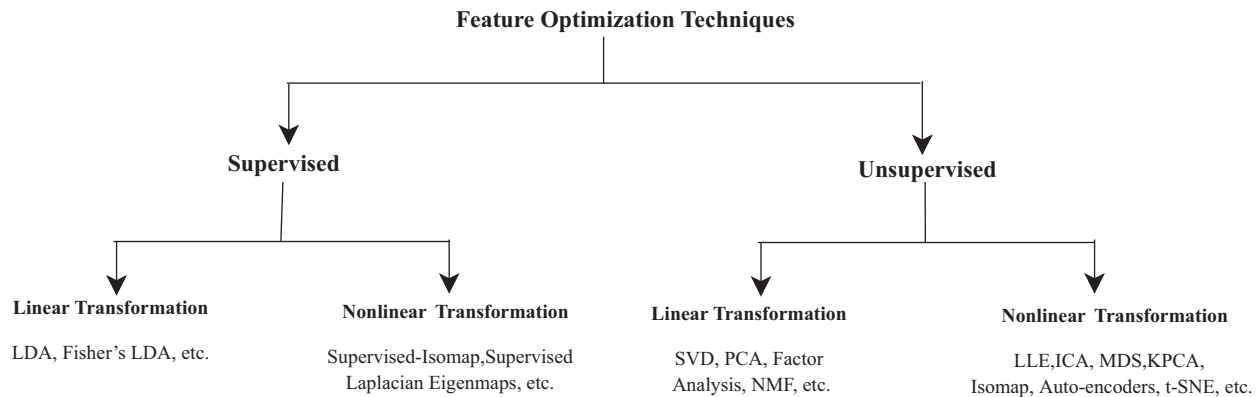 Feature Optimization Techniques
Supervised
Unsupervised
Linear Transformation
LDA, Fisher's LDA, etc.
Nonlinear Transformation
Supervised-Isomap,Supervised
Laplacian Eigenmaps, etc.
Linear Transformation
SVD, PCA, Factor
Analysis, NMF, etc.
Nonlinear Transformation
LLE,ICA, MDS,KPCA,
Isomap, Auto-encoders, t-SNE, etc.